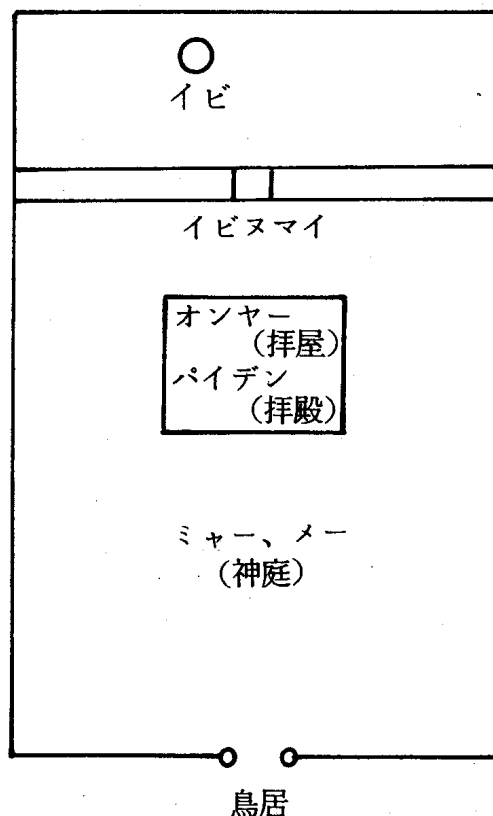 イビ
イビヌマイ
オンヤー
(拝屋)
パイデン
(拝殿)
ミャー、メー
(神庭)
鳥居